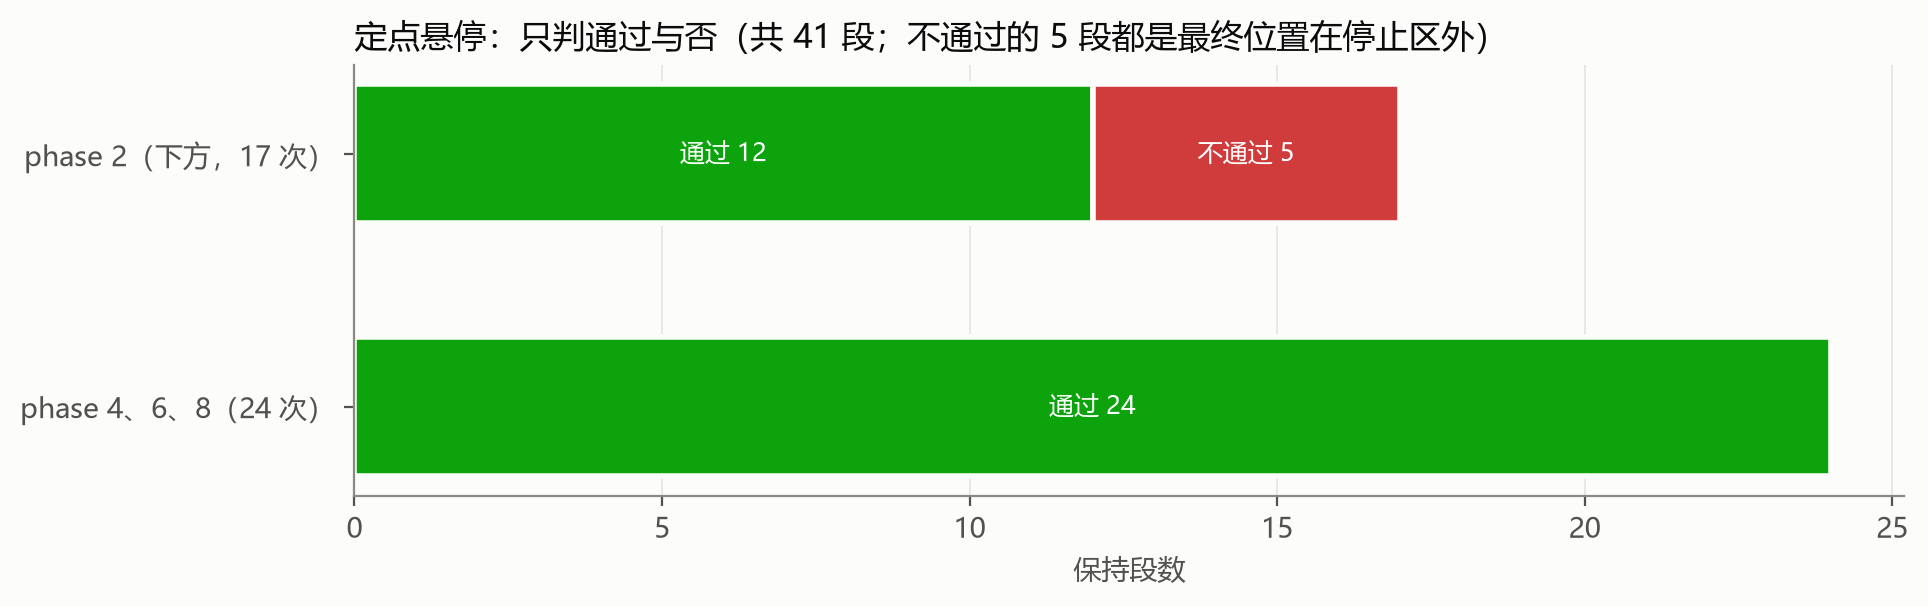 定点悬停：只判通过与否（共 41 段；不通过的 5 段都是最终位置在停止区外）
phase 2（下方，17 次）
通过 12
不通过 5
phase 4、6、8（24 次）
通过 24
0
5
10
15
20
25
保持段数